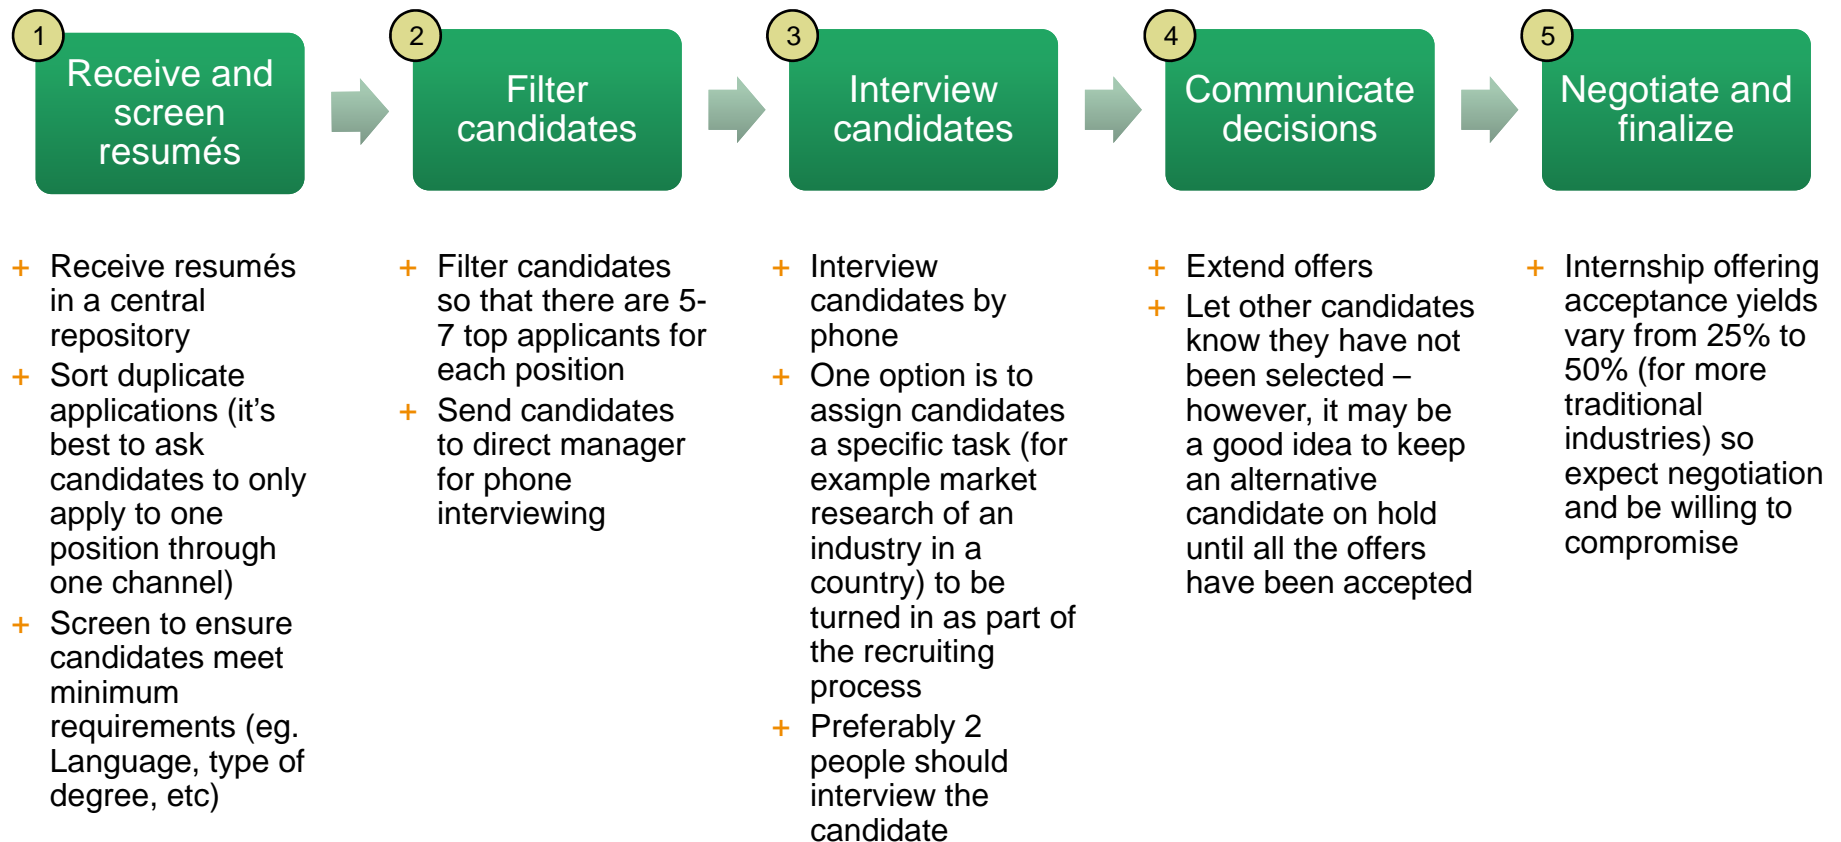 1
Receive and
screen
resumés
2
Filter
candidates
3
Interview
candidates
4
Communicate
decisions
5
Negotiate and
finalize
+ Receive resumés
in a central
repository
+ Sort duplicate
applications (it’s
best to ask
candidates to only
apply to one
position through
one channel)
+ Screen to ensure
candidates meet
minimum
requirements (eg.
Language, type of
degree, etc)
+ Filter candidates
so that there are 5-
7 top applicants for
each position
+ Send candidates
to direct manager
for phone
interviewing
+ Interview
candidates by
phone
+ One option is to
assign candidates
a specific task (for
example market
research of an
industry in a
country) to be
turned in as part of
the recruiting
process
+ Preferably 2
people should
interview the
candidate
+ Extend offers
+ Let other candidates
know they have not
been selected –
however, it may be
a good idea to keep
an alternative
candidate on hold
until all the offers
have been accepted
+ Internship offering
acceptance yields
vary from 25% to
50% (for more
traditional
industries) so
expect negotiation
and be willing to
compromise